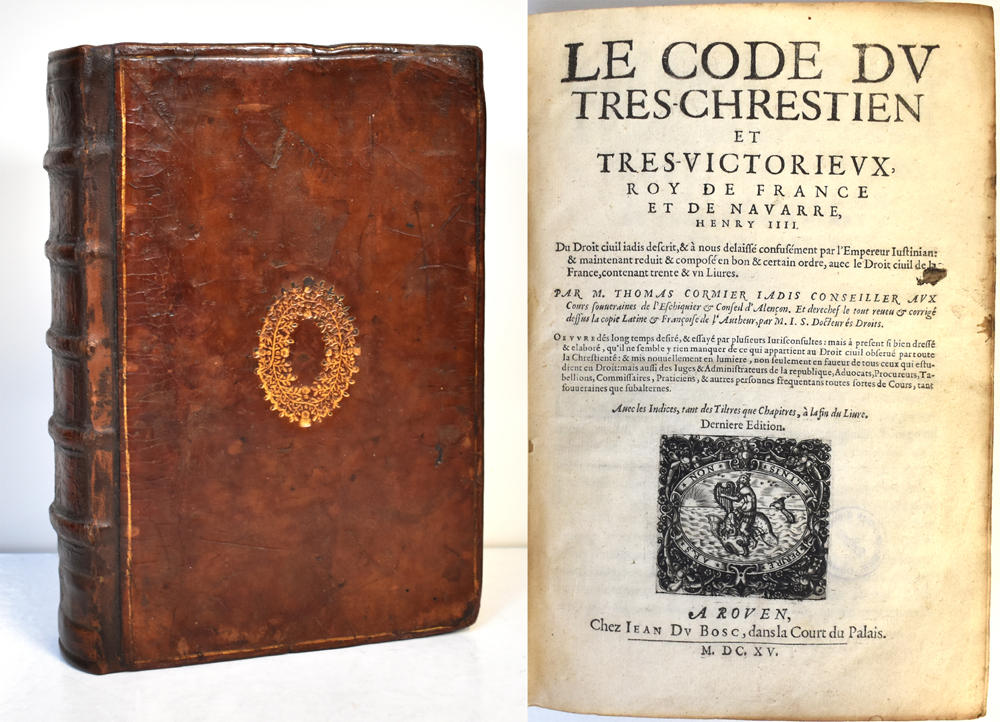 LE CODE DV
TRES-CHRESTIEN
ET
TRES-VICTORIEVX,
ROY DE FRANCE
ET DE NAVARRE,
HENRY IIII.
Du Droit ciuil iadis descrit, & à nous delaissé confusément par l'Empereur Iustinian:
& maintenant reduit & composé en bon & certain ordre, auec le Droit ciuil de la
France, contenant trente & vn Liures.
PAR M. THOMAS CORMIER IADIS CONSEILLER AVX
Cours souueraines de l'Eschiquier & Conseil d'Alençon. Et derechef le tout reueu & corrigé
dessus la copie Latine & Françoise de l'Autheur, par M. I. S. Docteur és Droits.
OEVVRE dés long temps desiré, & essayé par plusieurs Iurisconsultes: mais à present si bien dressé
& elaboré, qu'il ne semble y rien manquer de ce qui appartient au Droit ciuil obserué par toute
la Chrestienté: & mis nouuellement en lumiere, non seulement en faueur de tous ceux qui estu-
dient en Droit: mais aussi des Iuges & Administrateurs de la republique, Aduocats, Procureurs, Ta-
bellions, Commissaires, Praticiens, & autres personnes frequentans toutes sortes de Cours, tant
souueraines que subalternes.
Auec les Indices, tant des Titres que Chapitres, à la fin du Liure.
Derniere Edition.
NON SINIT
ARS
A ROVEN,
Chez IEAN DV BOSC, dans la Court du Palais.
M. DC. XV.